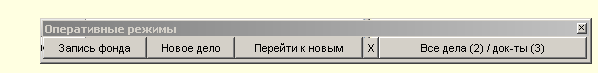 Оперативные режимы
Запись фонда Новое дело Перейти к новым X Все дела (2) / док-ты (3)